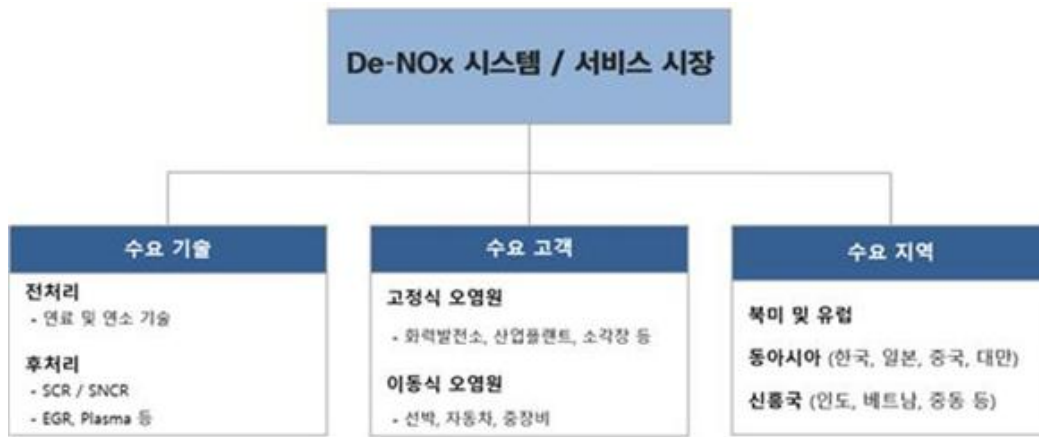 De-NOx 시스템 / 서비스 시장
수요 기술
전처리
- 연료 및 연소 기술
후처리
- SCR / SNCR
- EGR, Plasma 등
수요 고객
고정식 오염원
- 화력발전소, 산업플랜트, 소각장 등
이동식 오염원
- 선박, 자동차, 중장비
수요 지역
북미 및 유럽
동아시아 (한국, 일본, 중국, 대만)
신흥국 (인도, 베트남, 중동 등)